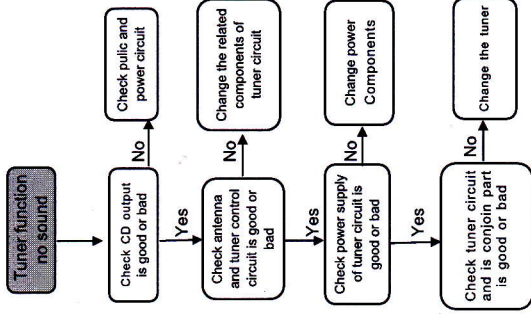 Tuner function
no sound
Check CD output
is good or bad
No
Check pulic and
power circuit
Yes
Check antenna
and tuner control
circuit is good or
bad
No
Change the related
components of
tuner circuit
Yes
Check power supply
of tuner circuit is
good or bad
No
Change power
Components
Yes
Check tuner circuit
and is conjoin part
is good or bad
No
Change the tuner